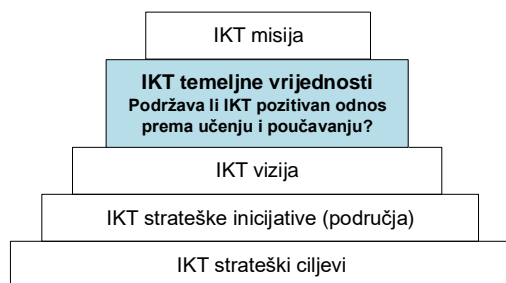 IKT misija
IKT temeljne vrijednosti
Podržava li IKT pozitivan odnos
prema učenju i poučavanju?
IKT vizija
IKT strateške inicijative (područja)
IKT strateški ciljevi